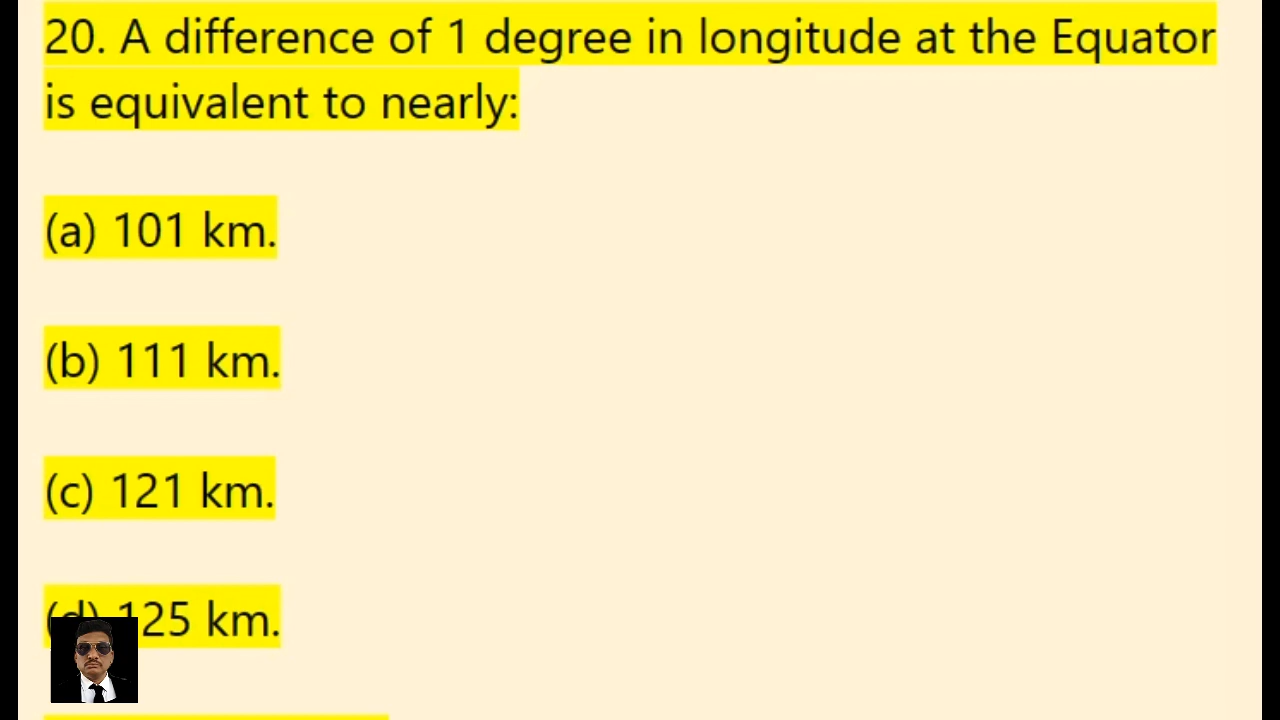 20. A difference of 1 degree in longitude at the Equator
is equivalent to nearly:
(a) 101 km.
(b) 111 km.
(c) 121 km.
(d) 125 km.